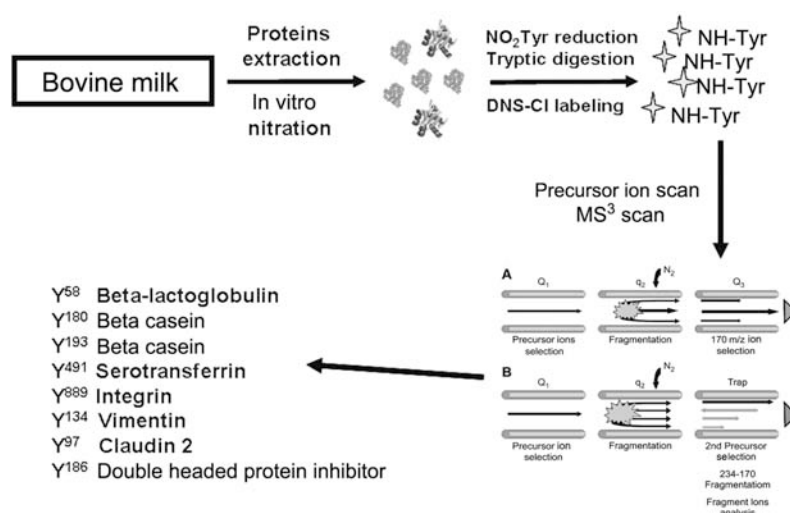 Bovine milk
Proteins
extraction
In vitro
nitration
NO₂Tyr reduction
Tryptic digestion
DNS-Cl labeling
NH-Tyr
NH-Tyr
NH-Tyr
NH-Tyr
Precursor ion scan
MS³ scan
A
Q₁
q₂
N₂
Q₃
Precursor ions
selection
Fragmentation
170 m/z ion
selection
B
Q₁
q₂
N₂
Trap
Precursor ion
selection
Fragmentation
2nd Precursor
selection
234-170
Fragmentatiom
Fragment Ions
analysis
Y⁵⁸ Beta-lactoglobulin
Y¹⁸⁰ Beta casein
Y¹⁹³ Beta casein
Y⁴⁹¹ Serotransferrin
Y⁸⁸⁹ Integrin
Y¹³⁴ Vimentin
Y⁹⁷ Claudin 2
Y¹⁸⁶ Double headed protein inhibitor